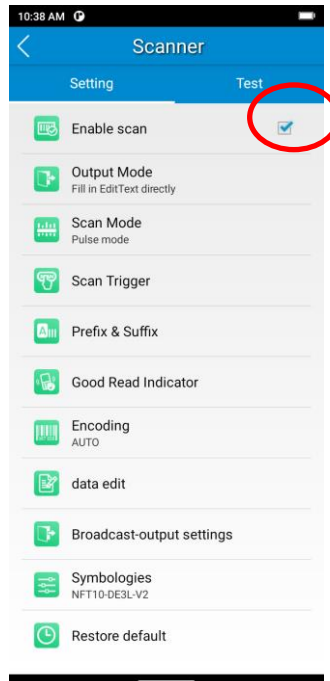 10:38 AM
Scanner
Setting Test
Enable scan
Output Mode
Fill in EditText directly
Scan Mode
Pulse mode
Scan Trigger
Prefix & Suffix
Good Read Indicator
Encoding
AUTO
data edit
Broadcast-output settings
Symbologies
NFT10-DE3L-V2
Restore default